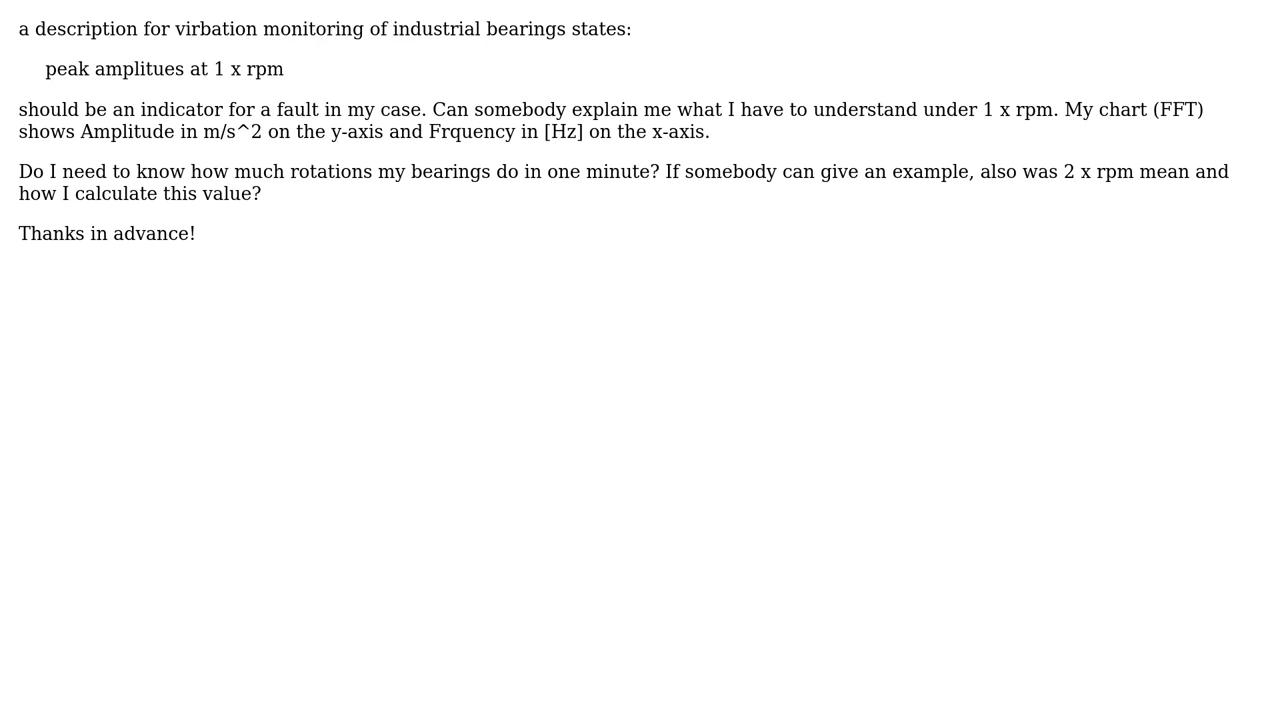 a description for virbation monitoring of industrial bearings states:
peak amplitues at 1 x rpm
should be an indicator for a fault in my case. Can somebody explain me what I have to understand under 1 x rpm. My chart (FFT)
shows Amplitude in m/s^2 on the y-axis and Frquency in [Hz] on the x-axis.
Do I need to know how much rotations my bearings do in one minute? If somebody can give an example, also was 2 x rpm mean and
how I calculate this value?
Thanks in advance!